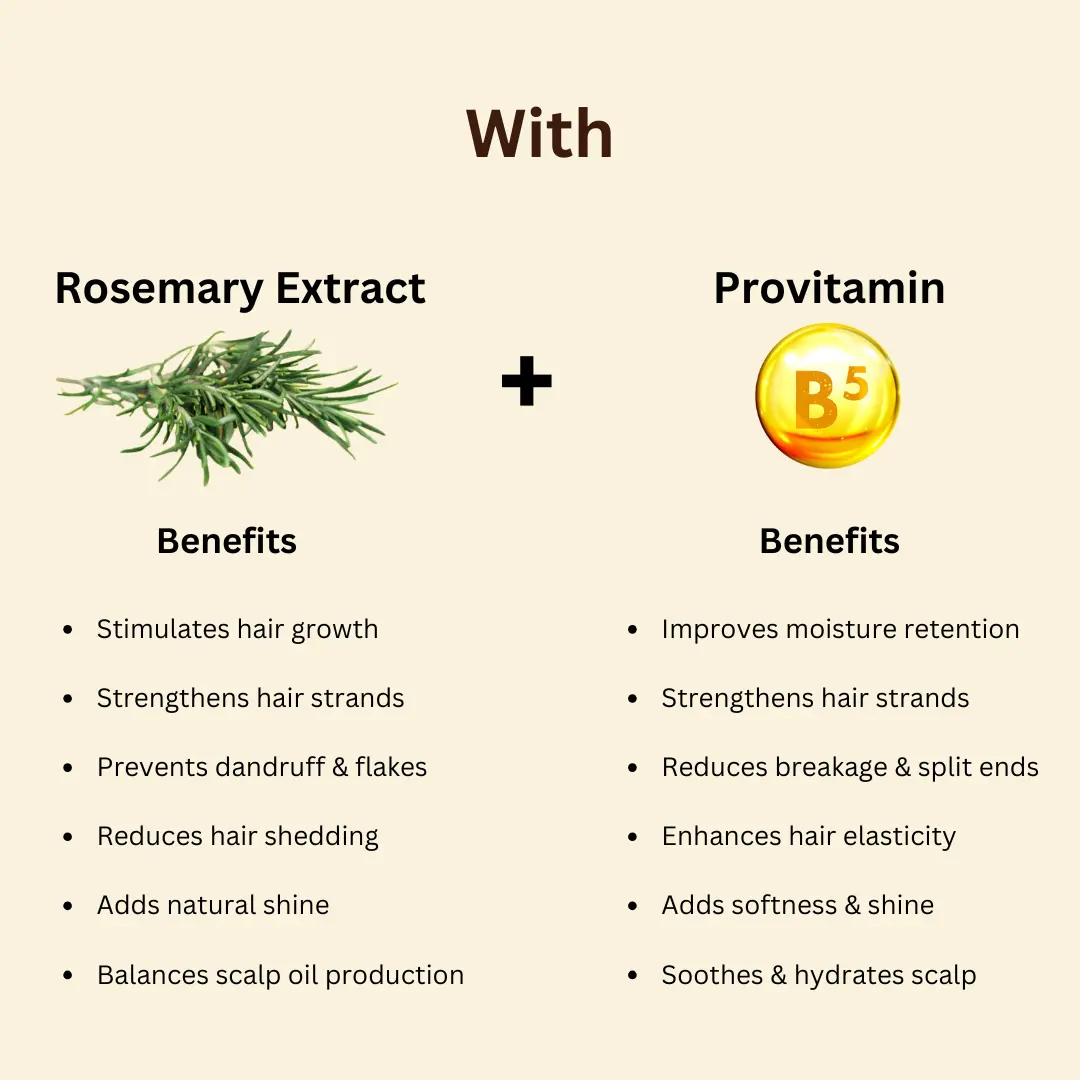 With
Rosemary Extract
+
Provitamin
B5
Benefits
• Stimulates hair growth
• Strengthens hair strands
• Prevents dandruff & flakes
• Reduces hair shedding
• Adds natural shine
• Balances scalp oil production
Benefits
• Improves moisture retention
• Strengthens hair strands
• Reduces breakage & split ends
• Enhances hair elasticity
• Adds softness & shine
• Soothes & hydrates scalp